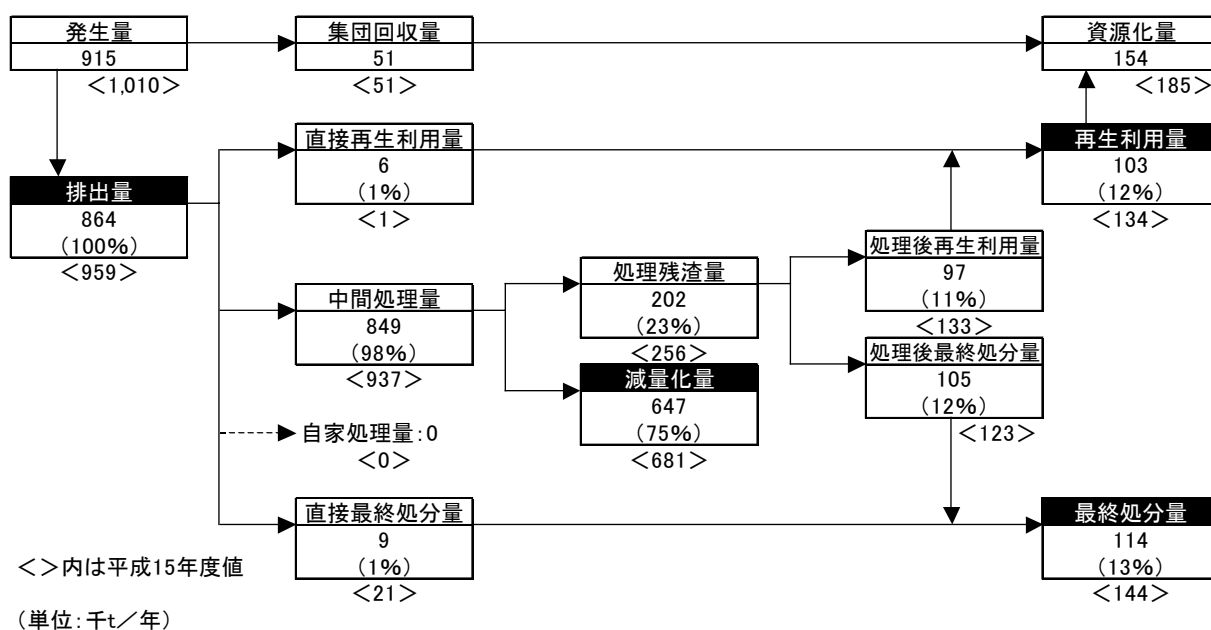 発生量
915
＜1,010＞
集団回収量
51
＜51＞
資源化量
154
＜185＞
直接再生利用量
6
（1%）
＜1＞
再生利用量
103
（12%）
＜134＞
排出量
864
（100%）
＜959＞
処理後再生利用量
97
（11%）
＜133＞
処理残渣量
202
（23%）
＜256＞
中間処理量
849
（98%）
＜937＞
処理後最終処分量
105
（12%）
＜123＞
減量化量
647
（75%）
＜681＞
自家処理量：0
＜0＞
直接最終処分量
9
（1%）
＜21＞
最終処分量
114
（13%）
＜144＞
＜＞内は平成15年度値
（単位：千t／年）